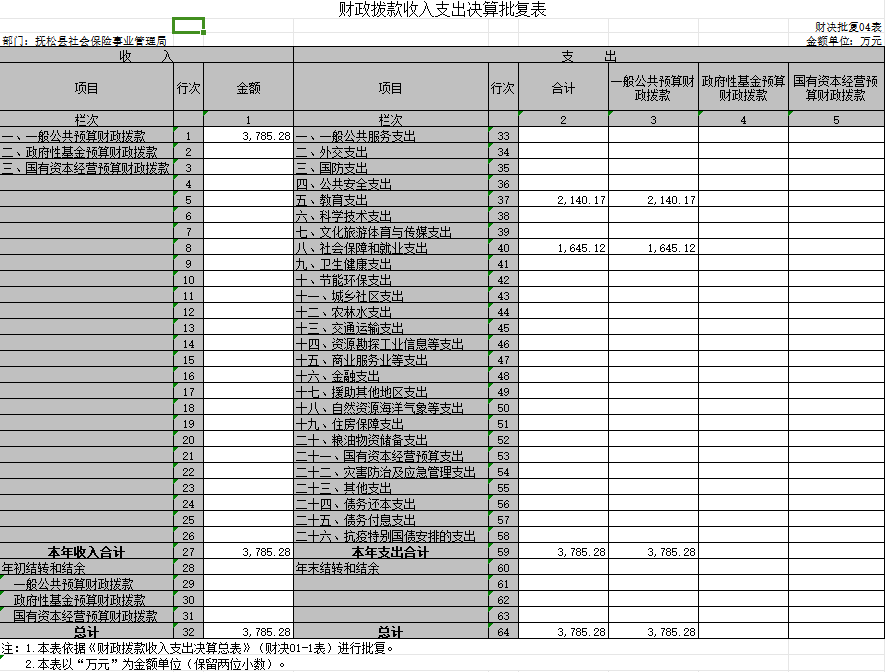 财政拨款收入支出决算批复表
财决批复04表
部门：抚松县社会保险事业管理局 金额单位：万元
收 入 支 出
项目 行次 金额 项目 行次 合计 一般公共预算财政拨款 政府性基金预算财政拨款 国有资本经营预算财政拨款
栏次 1 栏次 2 3 4 5
一、一般公共预算财政拨款 1 3,785.28 一、一般公共服务支出 33
二、政府性基金预算财政拨款 2 二、外交支出 34
三、国有资本经营预算财政拨款 3 三、国防支出 35
4 四、公共安全支出 36
5 五、教育支出 37 2,140.17 2,140.17
6 六、科学技术支出 38
7 七、文化旅游体育与传媒支出 39
8 八、社会保障和就业支出 40 1,645.12 1,645.12
9 九、卫生健康支出 41
10 十、节能环保支出 42
11 十一、城乡社区支出 43
12 十二、农林水支出 44
13 十三、交通运输支出 45
14 十四、资源勘探工业信息等支出 46
15 十五、商业服务业等支出 47
16 十六、金融支出 48
17 十七、援助其他地区支出 49
18 十八、自然资源海洋气象等支出 50
19 十九、住房保障支出 51
20 二十、粮油物资储备支出 52
21 二十一、国有资本经营预算支出 53
22 二十二、灾害防治及应急管理支出 54
23 二十三、其他支出 55
24 二十四、债务还本支出 56
25 二十五、债务付息支出 57
26 二十六、抗疫特别国债安排的支出 58
本年收入合计 27 3,785.28 本年支出合计 59 3,785.28 3,785.28
年初结转和结余 28 年末结转和结余 60
一般公共预算财政拨款 29 61
政府性基金预算财政拨款 30 62
国有资本经营预算财政拨款 31 63
总计 32 3,785.28 总计 64 3,785.28 3,785.28
注：1.本表依据《财政拨款收入支出决算总表》（财决01-1表）进行批复。
2.本表以“万元”为金额单位（保留两位小数）。